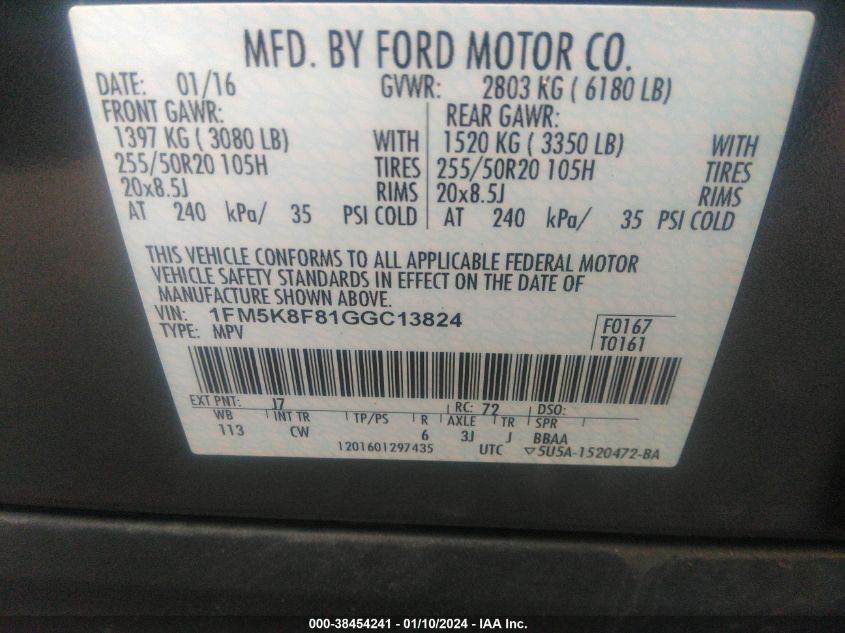 MFD. BY FORD MOTOR CO.
DATE: 01/16 GVWR: 2803 KG ( 6180 LB)
FRONT GAWR: REAR GAWR:
1397 KG ( 3080 LB) WITH 1520 KG ( 3350 LB) WITH
255/50R20 105H TIRES 255/50R20 105H TIRES
20x8.5J RIMS 20x8.5J RIMS
AT 240 kPa/ 35 PSI COLD AT 240 kPa/ 35 PSI COLD
THIS VEHICLE CONFORMS TO ALL APPLICABLE FEDERAL MOTOR
VEHICLE SAFETY STANDARDS IN EFFECT ON THE DATE OF
MANUFACTURE SHOWN ABOVE.
VIN: 1FM5K8F81GGC13824 F0167
TYPE: MPV T0161
EXT PNT: J7 RC: 72 DSO:
WB INT TR TP/PS R AXLE TR SPR
113 CW 6 3J J BBAA
1201601297435 UTC ▽5U5A-1520472-BA
000-38454241 - 01/10/2024 - IAA Inc.